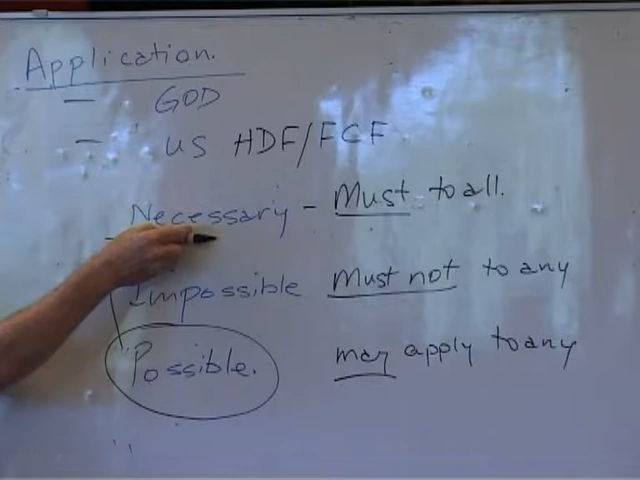 Application.
- GOD
- US HDF/FCF
Necessary - Must to all.
Impossible Must not to any
Possible. may apply to any